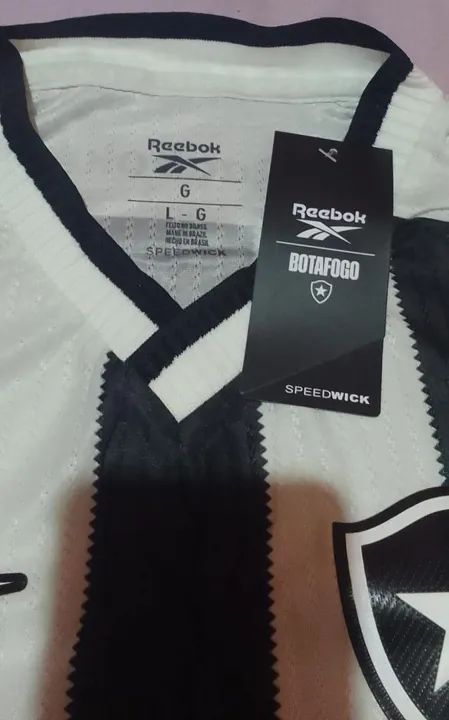 Reebok
G
L - G
FEITO NO BRASIL
MADE IN BRAZIL
HECHO EN BRASIL
SPEEDWICK
Reebok
BOTAFOGO
SPEEDWICK